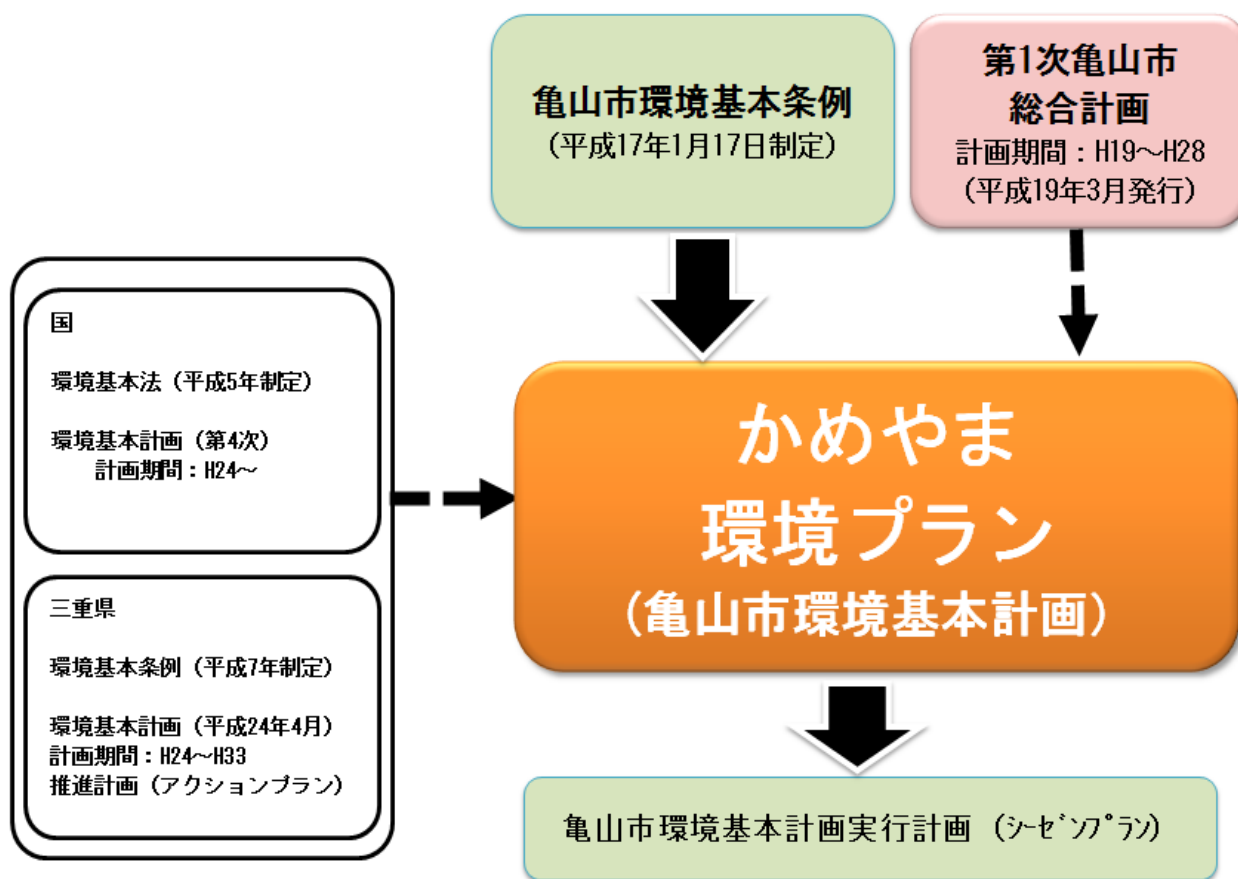 亀山市環境基本条例
(平成17年1月17日制定)
第1次亀山市
総合計画
計画期間：H19～H28
(平成19年3月発行)
国
環境基本法（平成5年制定）
環境基本計画（第4次）
計画期間：H24～
三重県
環境基本条例（平成7年制定）
環境基本計画（平成24年4月）
計画期間：H24～H33
推進計画（アクションプラン）
かめやま
環境プラン
(亀山市環境基本計画)
亀山市環境基本計画実行計画（ｼｰｾﾞﾝﾌﾟﾗﾝ）